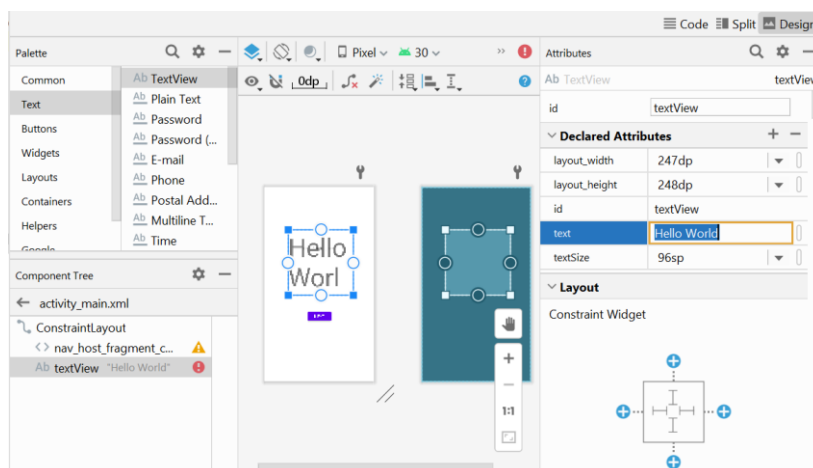 Code Split Design
Palette
Pixel 30
Attributes
Common
Text
Buttons
Widgets
Layouts
Containers
Helpers
Google
Ab TextView
Ab Plain Text
Ab Password
Ab Password (...
Ab E-mail
Ab Phone
Ab Postal Add...
Ab Multiline T...
Ab Time
0dp
Component Tree
activity_main.xml
ConstraintLayout
nav_host_fragment_c...
Ab textView "Hello World"
Hello
Worl
1:1
Ab TextView textView
id textView
Declared Attributes
layout_width 247dp
layout_height 248dp
id textView
text Hello World
textSize 96sp
Layout
Constraint Widget